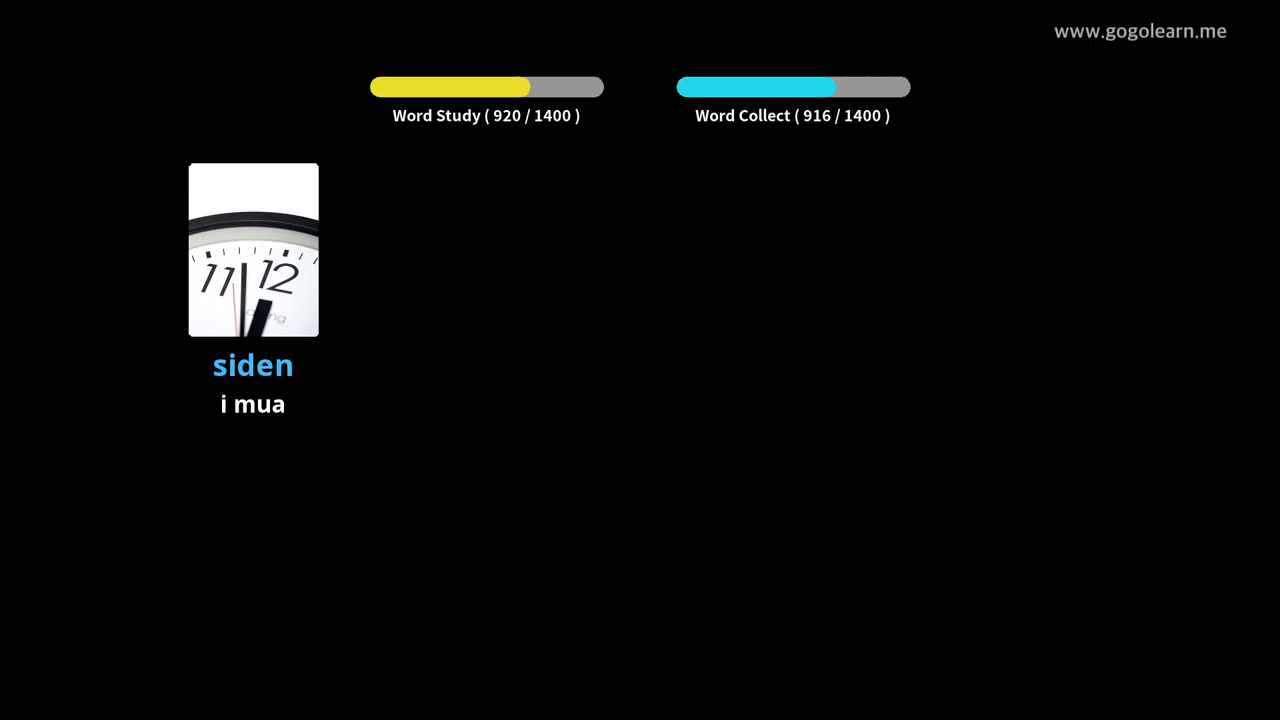 www.gogolearn.me
Word Study ( 920 / 1400 )
Word Collect ( 916 / 1400 )
11 12
siden
i mua